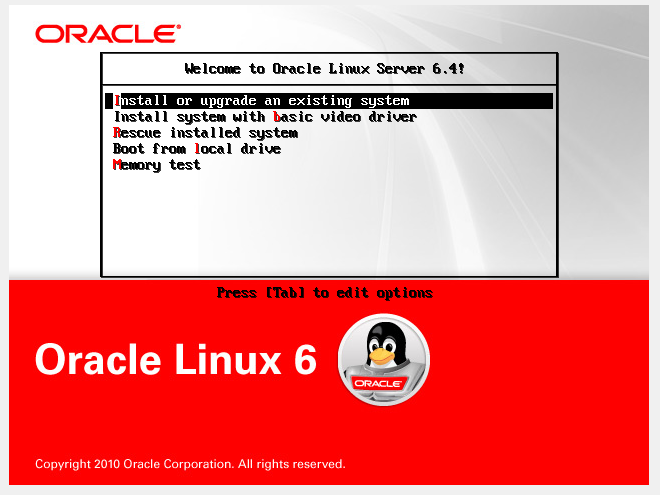 ORACLE®
Welcome to Oracle Linux Server 6.4!
Install or upgrade an existing system
Install system with basic video driver
Rescue installed system
Boot from local drive
Memory test
Press [Tab] to edit options
Oracle Linux 6
ORACLE
Copyright 2010 Oracle Corporation. All rights reserved.